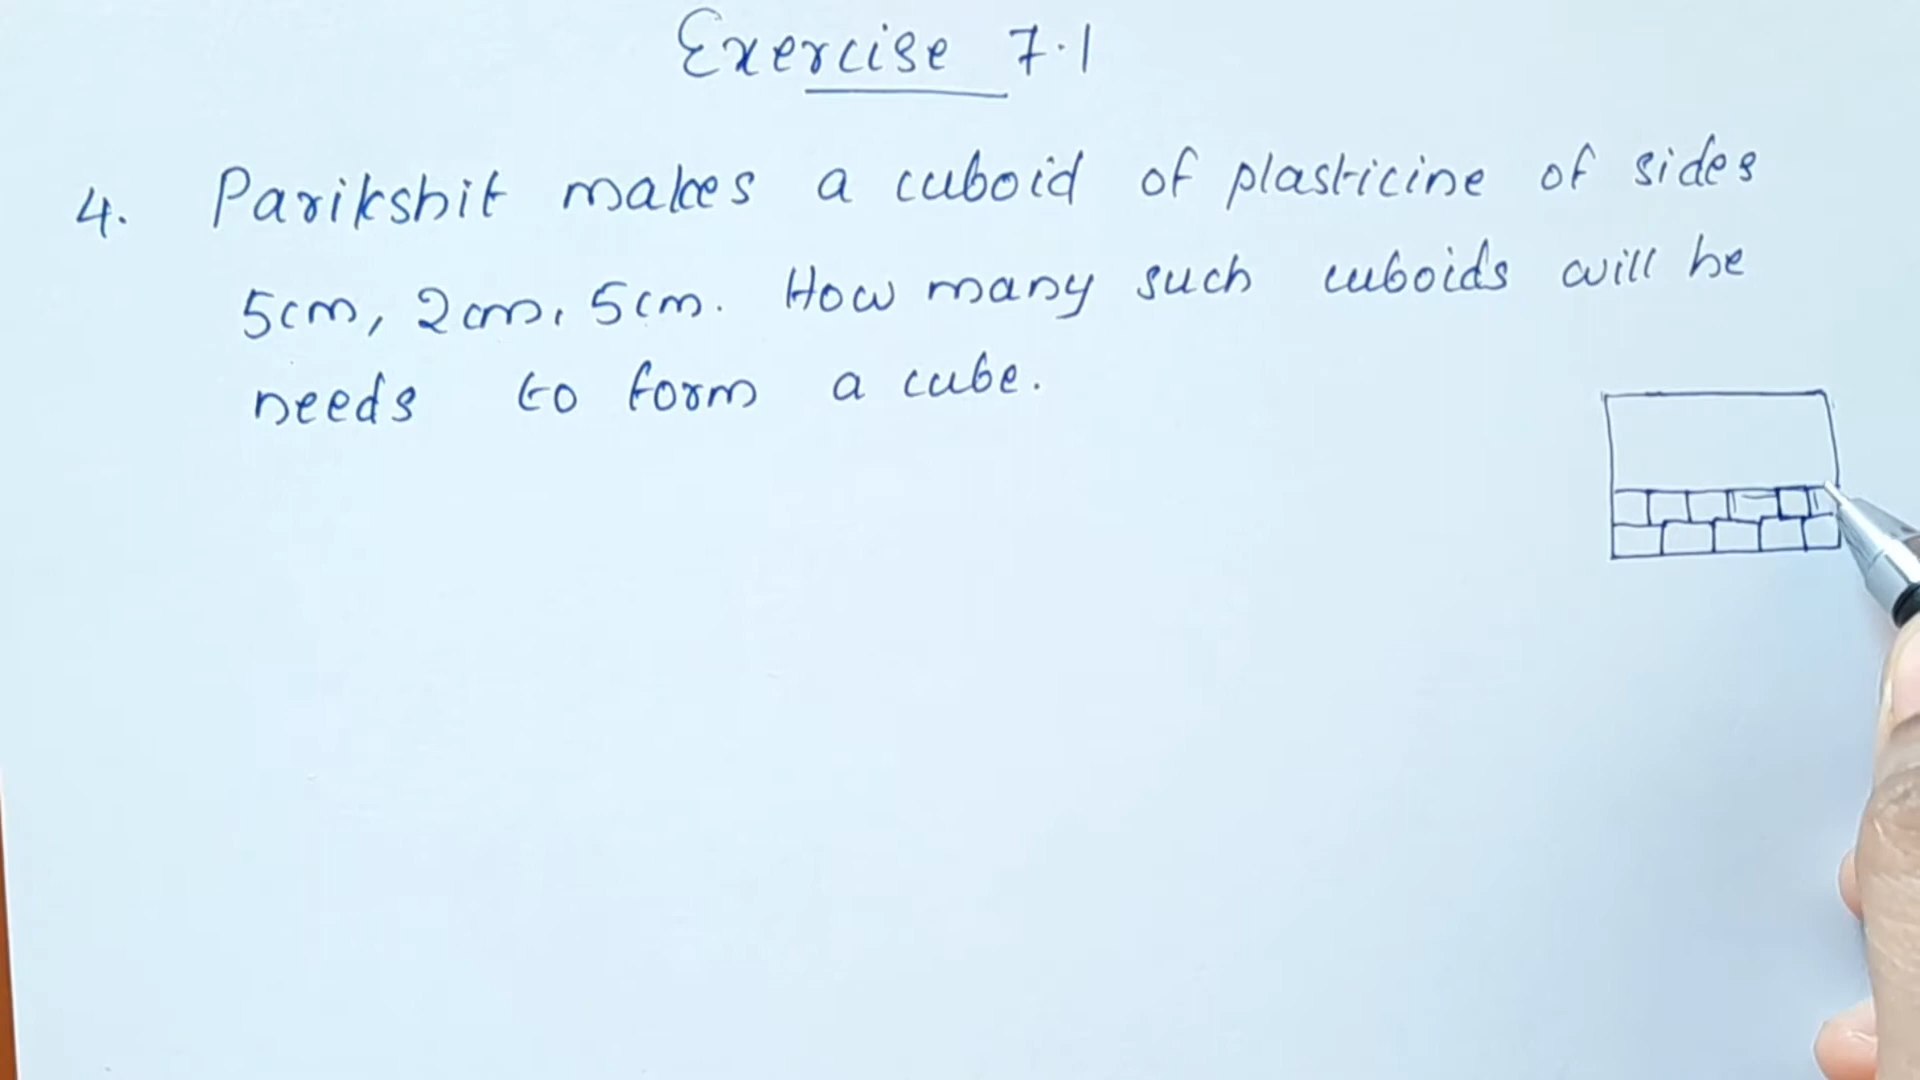 Exercise 7.1
4. Parikshit makes a cuboid of plasticine of sides
5cm, 2cm, 5cm. How many such cuboids will be
needs to form a cube.